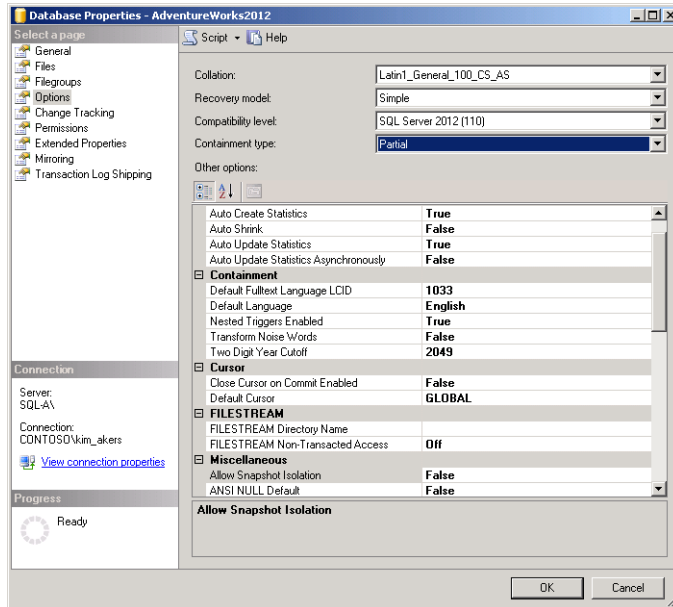 Database Properties - AdventureWorks2012
Select a page
General
Files
Filegroups
Options
Change Tracking
Permissions
Extended Properties
Mirroring
Transaction Log Shipping
Connection
Server:
SQL-A\
Connection:
CONTOSO\kim_akers
View connection properties
Progress
Ready
Script Help
Collation: Latin1_General_100_CS_AS
Recovery model: Simple
Compatibility level: SQL Server 2012 (110)
Containment type: Partial
Other options:
Auto Create Statistics True
Auto Shrink False
Auto Update Statistics True
Auto Update Statistics Asynchronously False
Containment
Default Fulltext Language LCID 1033
Default Language English
Nested Triggers Enabled True
Transform Noise Words False
Two Digit Year Cutoff 2049
Cursor
Close Cursor on Commit Enabled False
Default Cursor GLOBAL
FILESTREAM
FILESTREAM Directory Name
FILESTREAM Non-Transacted Access Off
Miscellaneous
Allow Snapshot Isolation False
ANSI NULL Default False
Allow Snapshot Isolation
OK Cancel